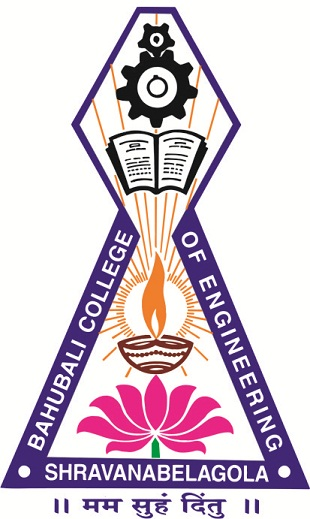 BAHUBALI COLLEGE
OF ENGINEERING
SHRAVANABELAGOLA
॥ मम सुहं दिंतु ॥